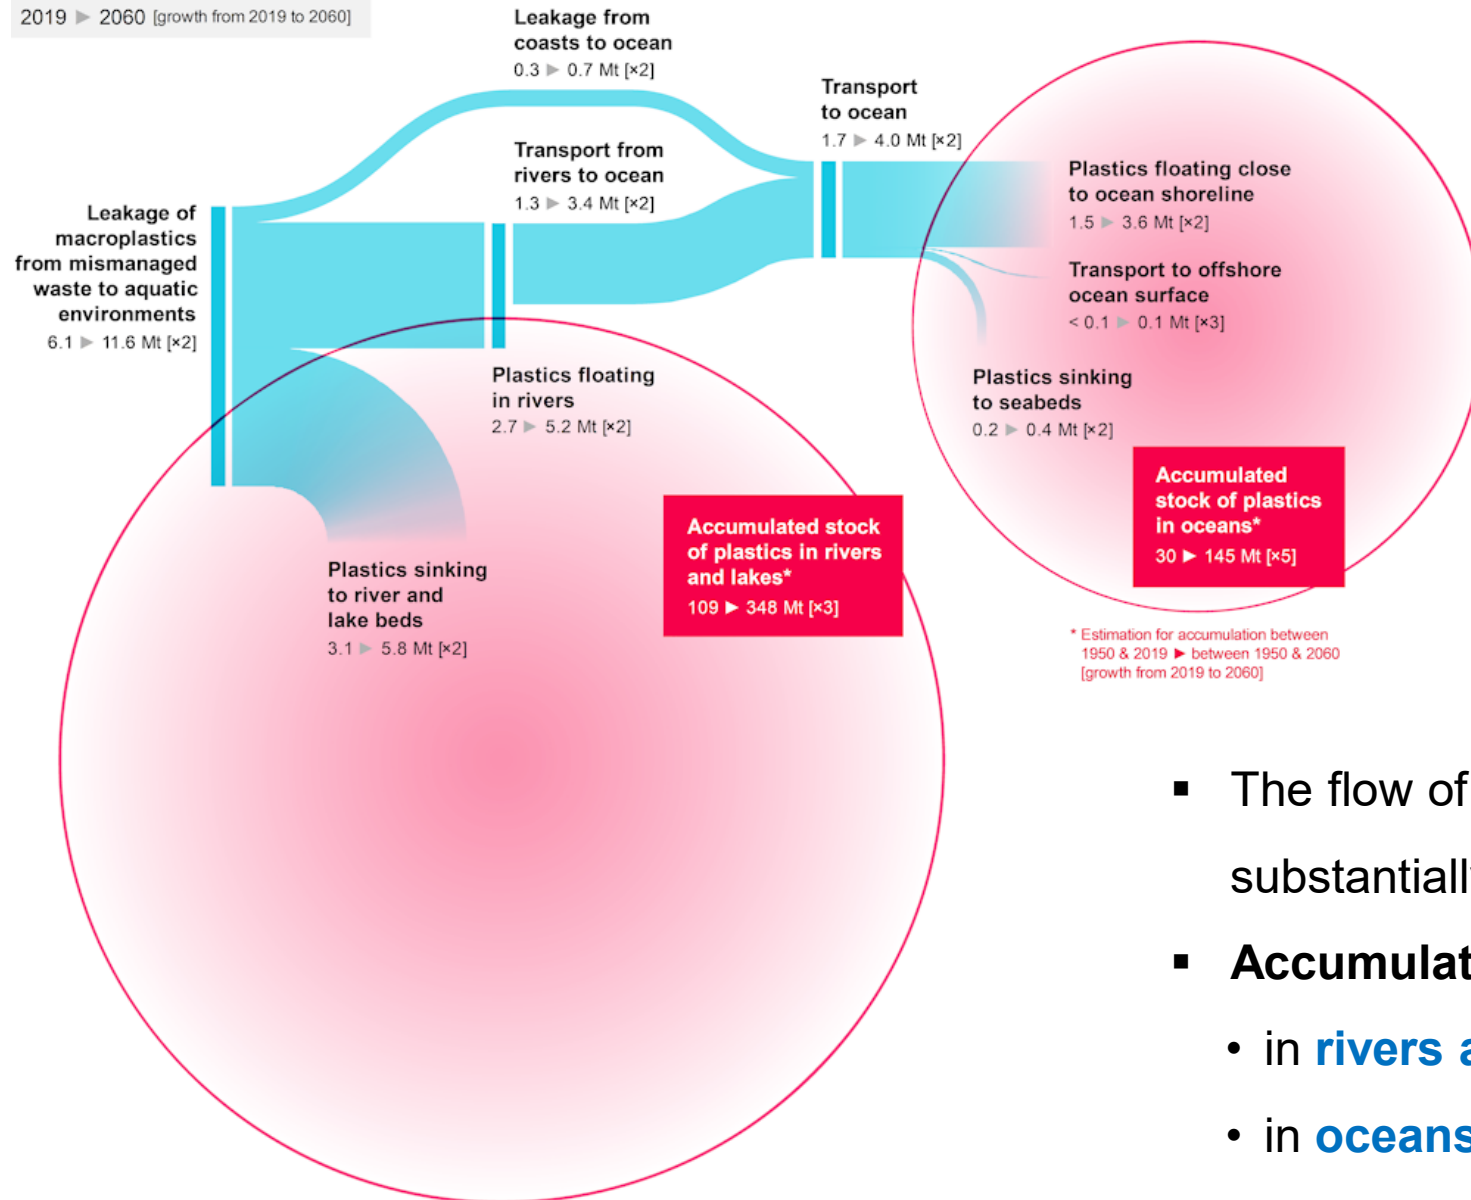 2019 ▶ 2060 [growth from 2019 to 2060]
Leakage from
coasts to ocean
0.3 ▶ 0.7 Mt [×2]
Transport
to ocean
1.7 ▶ 4.0 Mt [×2]
Transport from
rivers to ocean
1.3 ▶ 3.4 Mt [×2]
Plastics floating close
to ocean shoreline
1.5 ▶ 3.6 Mt [×2]
Leakage of
macroplastics
from mismanaged
waste to aquatic
environments
6.1 ▶ 11.6 Mt [×2]
Transport to offshore
ocean surface
< 0.1 ▶ 0.1 Mt [×3]
Plastics floating
in rivers
2.7 ▶ 5.2 Mt [×2]
Plastics sinking
to seabeds
0.2 ▶ 0.4 Mt [×2]
Accumulated
stock of plastics
in oceans*
30 ▶ 145 Mt [×5]
Accumulated stock
of plastics in rivers
and lakes*
109 ▶ 348 Mt [×3]
Plastics sinking
to river and
lake beds
3.1 ▶ 5.8 Mt [×2]
* Estimation for accumulation between
1950 & 2019 ▶ between 1950 & 2060
[growth from 2019 to 2060]
▪ The flow of
substantially
▪ Accumulat
• in rivers a
• in oceans